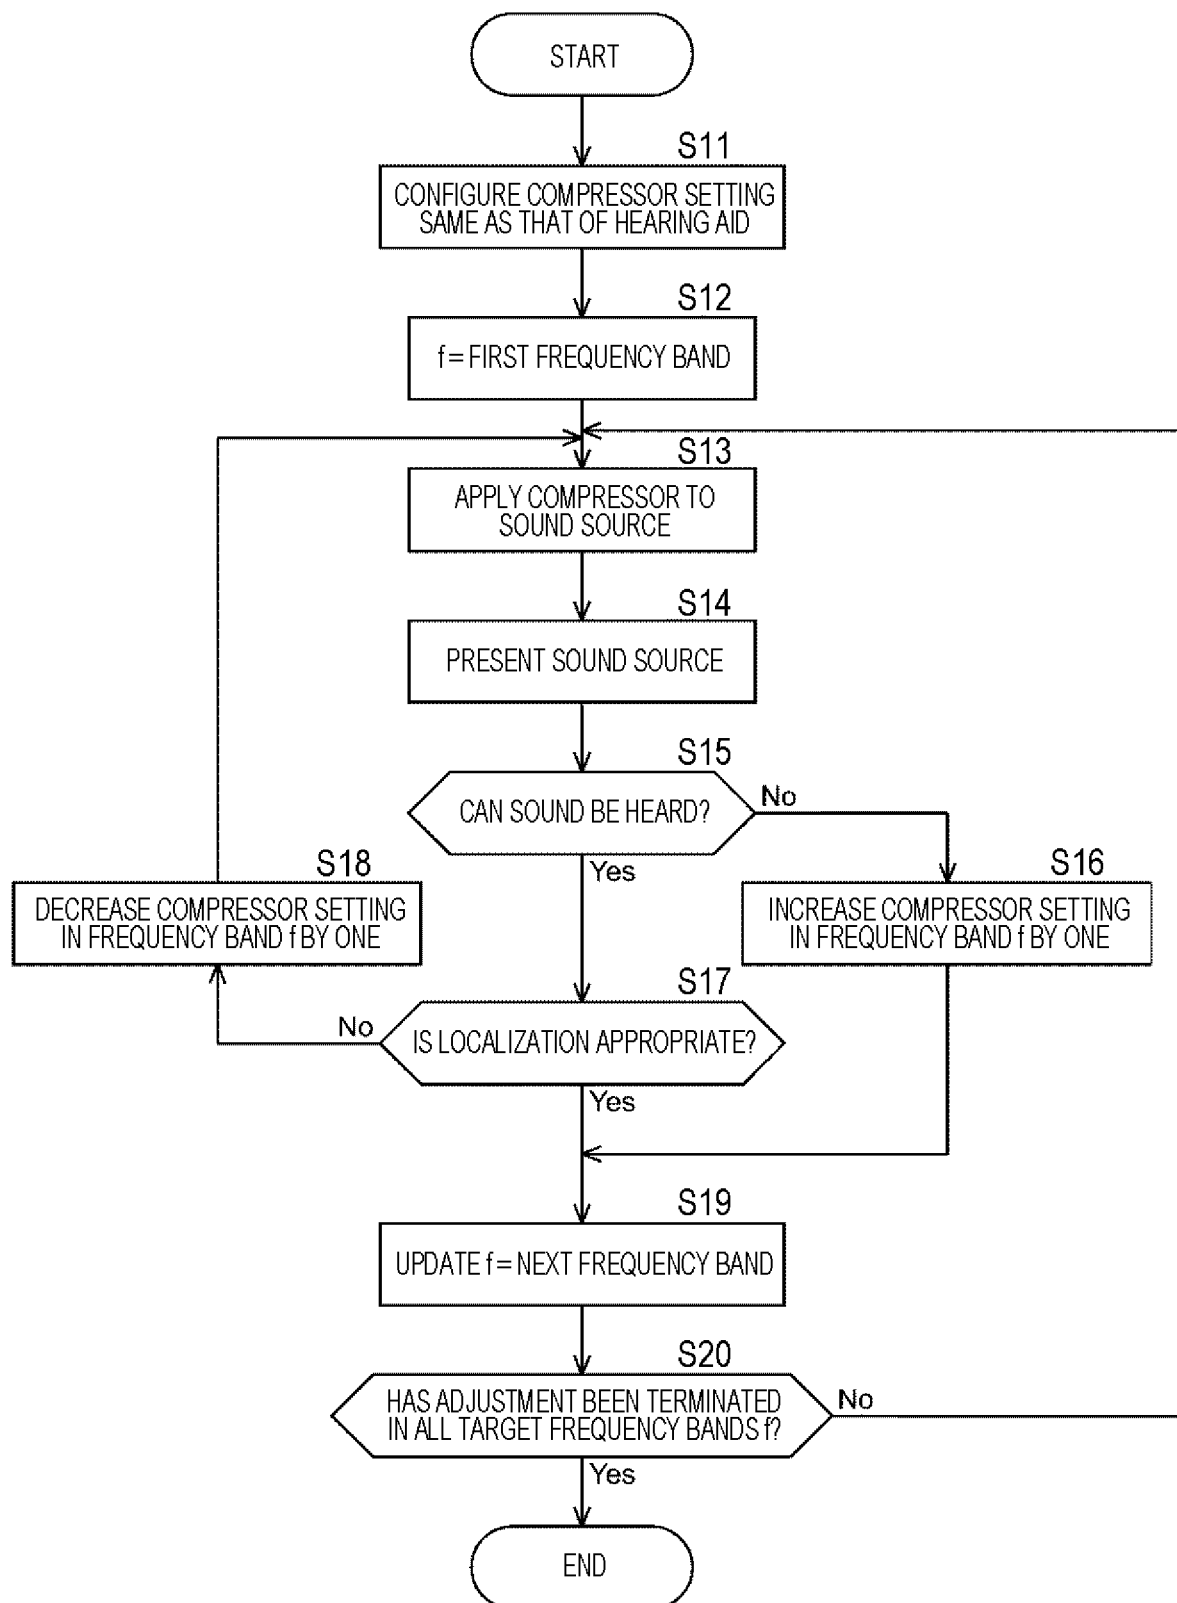 START
S11
CONFIGURE COMPRESSOR SETTING
SAME AS THAT OF HEARING AID
S12
f = FIRST FREQUENCY BAND
S13
APPLY COMPRESSOR TO
SOUND SOURCE
S14
PRESENT SOUND SOURCE
S15
CAN SOUND BE HEARD?
No
Yes
S16
INCREASE COMPRESSOR SETTING
IN FREQUENCY BAND f BY ONE
S18
DECREASE COMPRESSOR SETTING
IN FREQUENCY BAND f BY ONE
S17
IS LOCALIZATION APPROPRIATE?
No
Yes
S19
UPDATE f = NEXT FREQUENCY BAND
S20
HAS ADJUSTMENT BEEN TERMINATED
IN ALL TARGET FREQUENCY BANDS f?
No
Yes
END